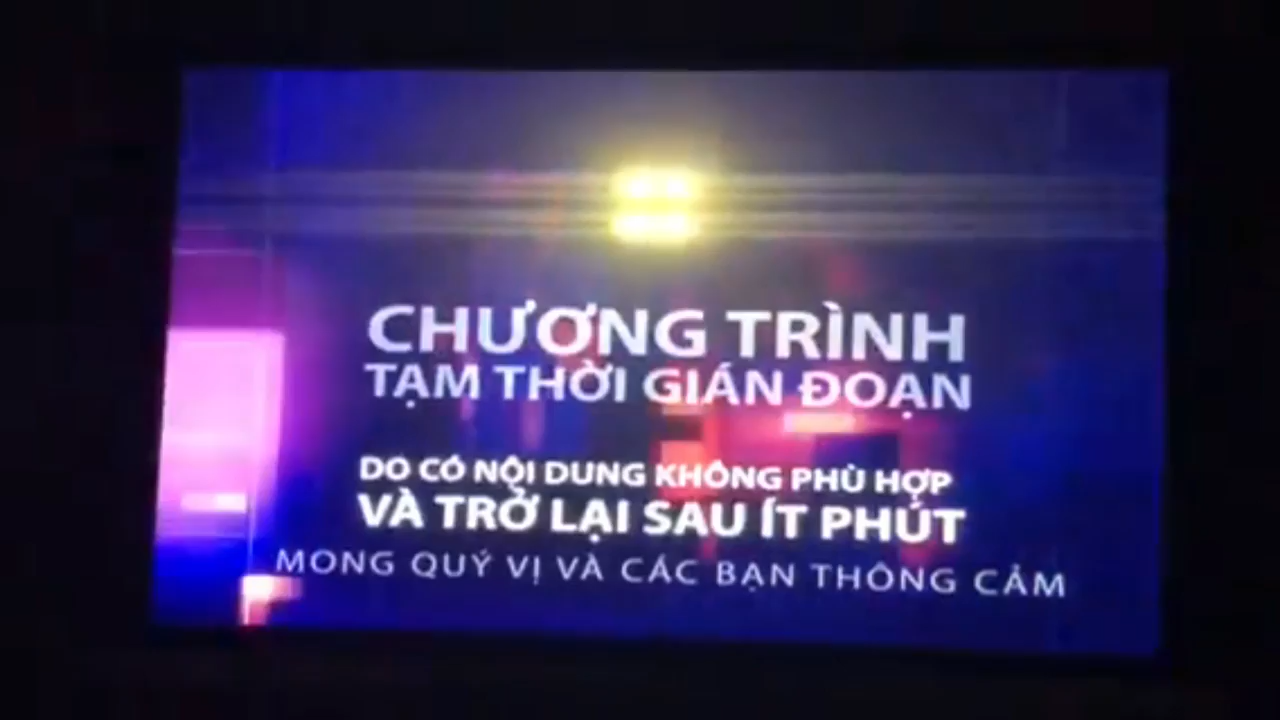 CHƯƠNG TRÌNH
TẠM THỜI GIÁN ĐOẠN
DO CÓ NỘI DUNG KHÔNG PHÙ HỢP
VÀ TRỞ LẠI SAU ÍT PHÚT
MONG QUÝ VỊ VÀ CÁC BẠN THÔNG CẢM